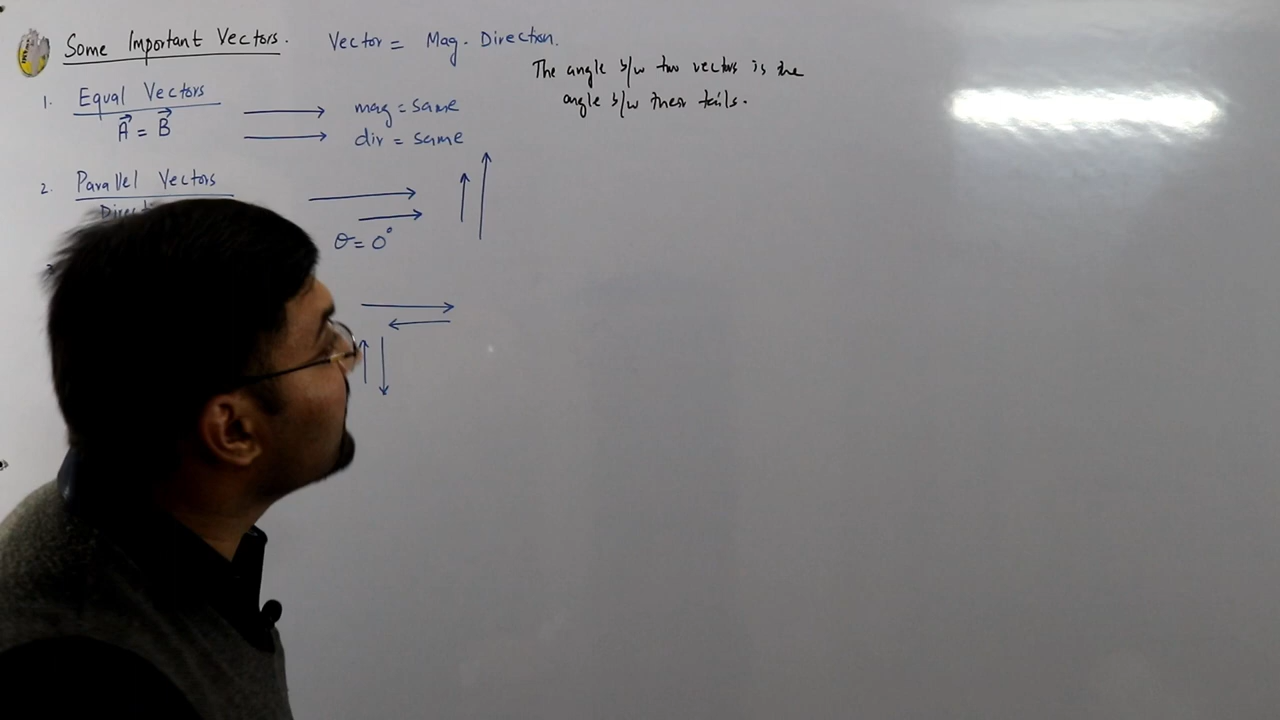 Some Important Vectors. Vector = Mag. Direction.
The angle b/w two vectors is the
angle b/w their tails.
1. Equal Vectors
A⃗ = B⃗
mag = same
dir = same
2. Parallel Vectors
θ = 0°